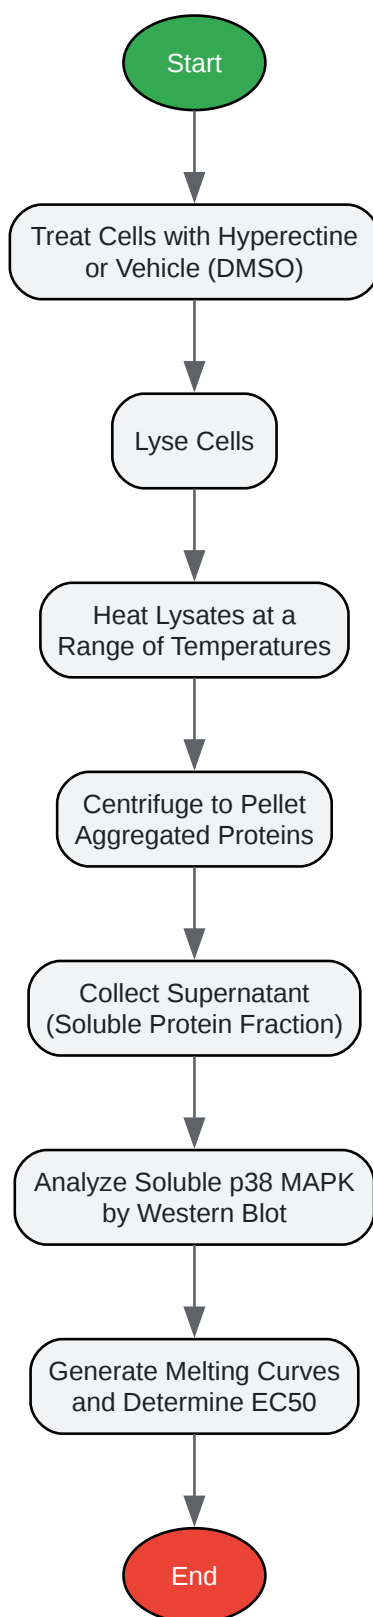 Start
Treat Cells with Hyperectine
or Vehicle (DMSO)
Lyse Cells
Heat Lysates at a
Range of Temperatures
Centrifuge to Pellet
Aggregated Proteins
Collect Supernatant
(Soluble Protein Fraction)
Analyze Soluble p38 MAPK
by Western Blot
Generate Melting Curves
and Determine EC50
End